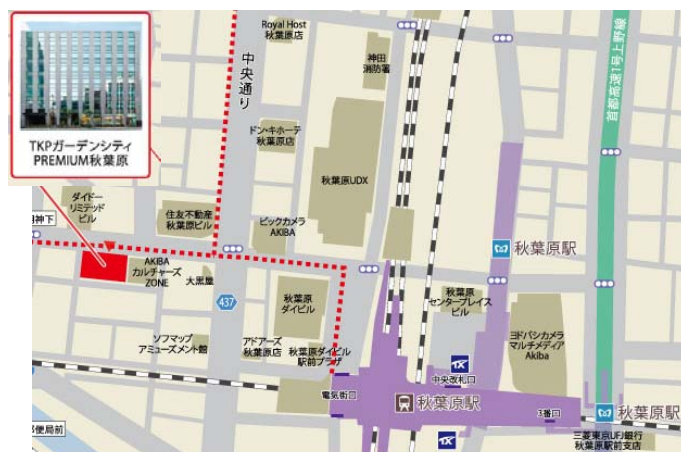 TKPガーデンシティ
PREMIUM秋葉原
Royal Host
秋葉原店
中央通り
神田
消防署
首都高速1号上野線
ドン・キホーテ
秋葉原店
秋葉原UDX
ダイドー
リミテッド
ビル
明神下
住友不動産
秋葉原ビル
ビックカメラ
AKIBA
秋葉原駅
AKIBA
カルチャーズ
ZONE
大黒屋
437
秋葉原
ダイビル
秋葉原
センタープレイス
ビル
ヨドバシカメラ
マルチメディア
Akiba
ソフマップ
アミューズメント館
アドアーズ
秋葉原店
秋葉原ダイビル
駅前プラザ
TX
中央改札口
電気街口
秋葉原駅
3番口
秋葉原駅
TX
三菱東京UFJ銀行
秋葉原駅前支店
便局前